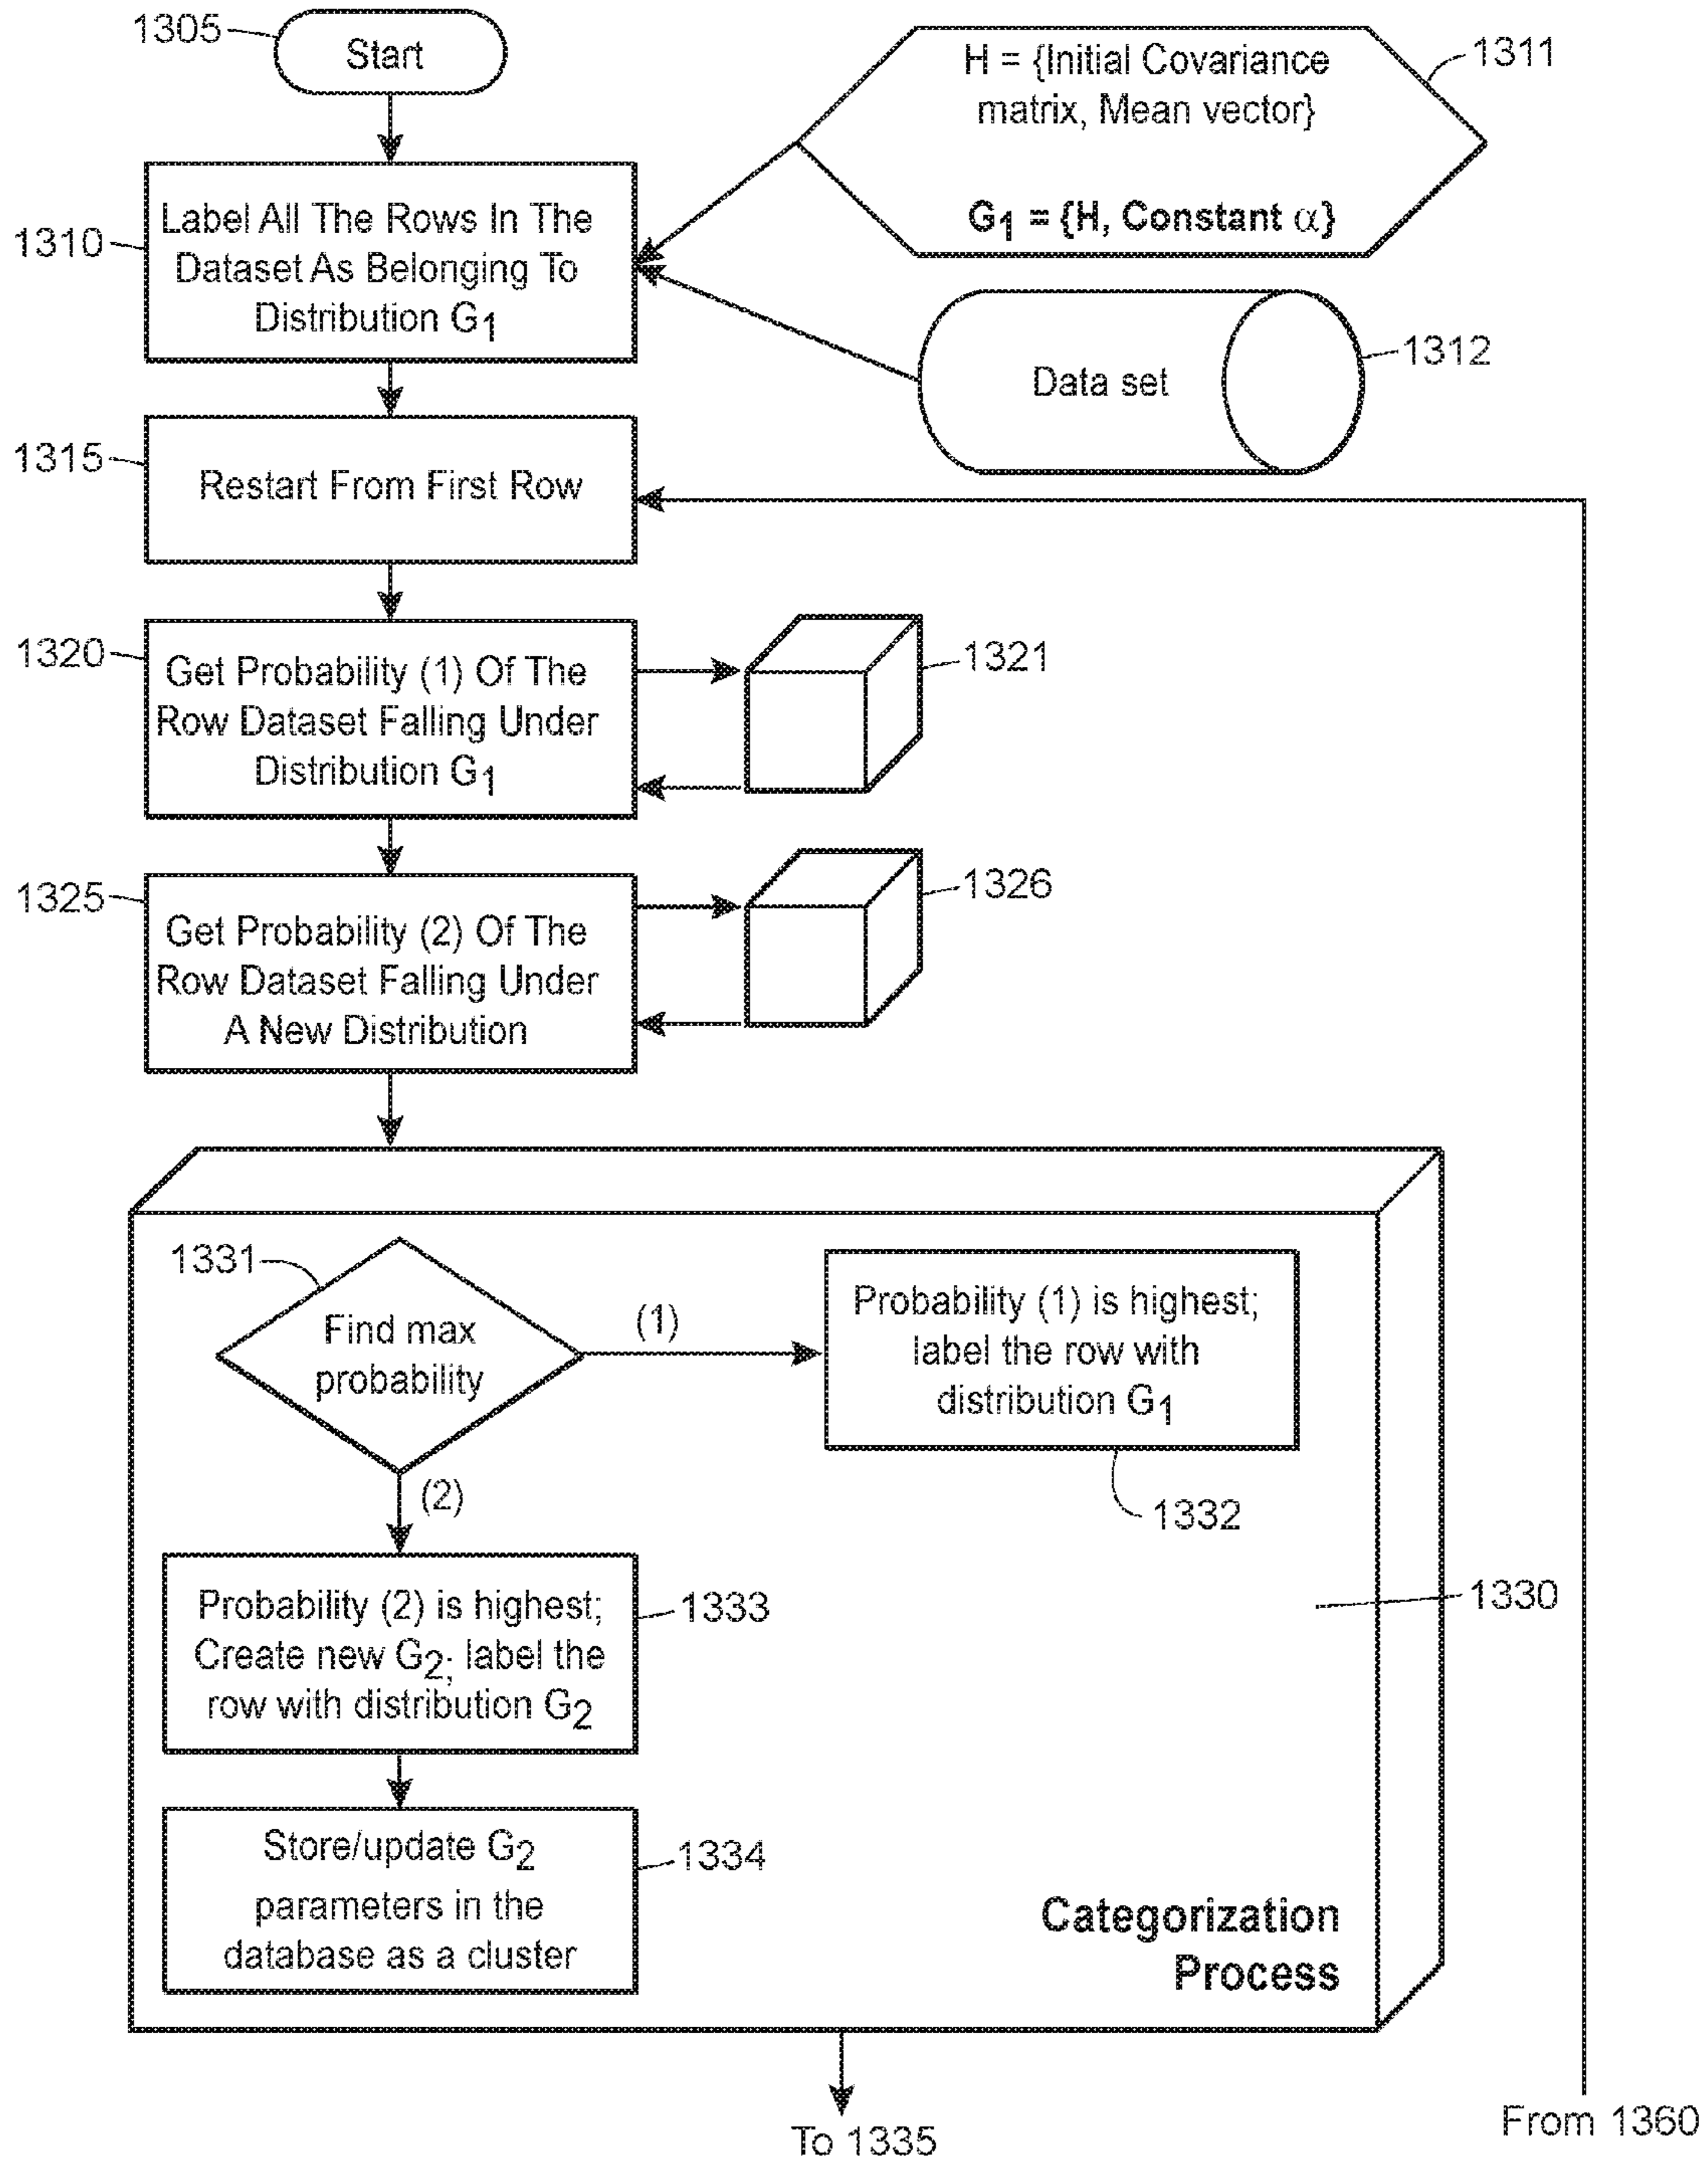 1305
Start
H = {Initial Covariance
matrix, Mean vector}
G1 = {H, Constant α}
1311
1310
Label All The Rows In The
Dataset As Belonging To
Distribution G1
Data set
1312
1315
Restart From First Row
1320
Get Probability (1) Of The
Row Dataset Falling Under
Distribution G1
1321
1325
Get Probability (2) Of The
Row Dataset Falling Under
A New Distribution
1326
1331
Find max
probability
(1)
Probability (1) is highest;
label the row with
distribution G1
1332
(2)
Probability (2) is highest;
Create new G2; label the
row with distribution G2
1333
1330
Store/update G2
parameters in the
database as a cluster
1334
Categorization
Process
To 1335
From 1360